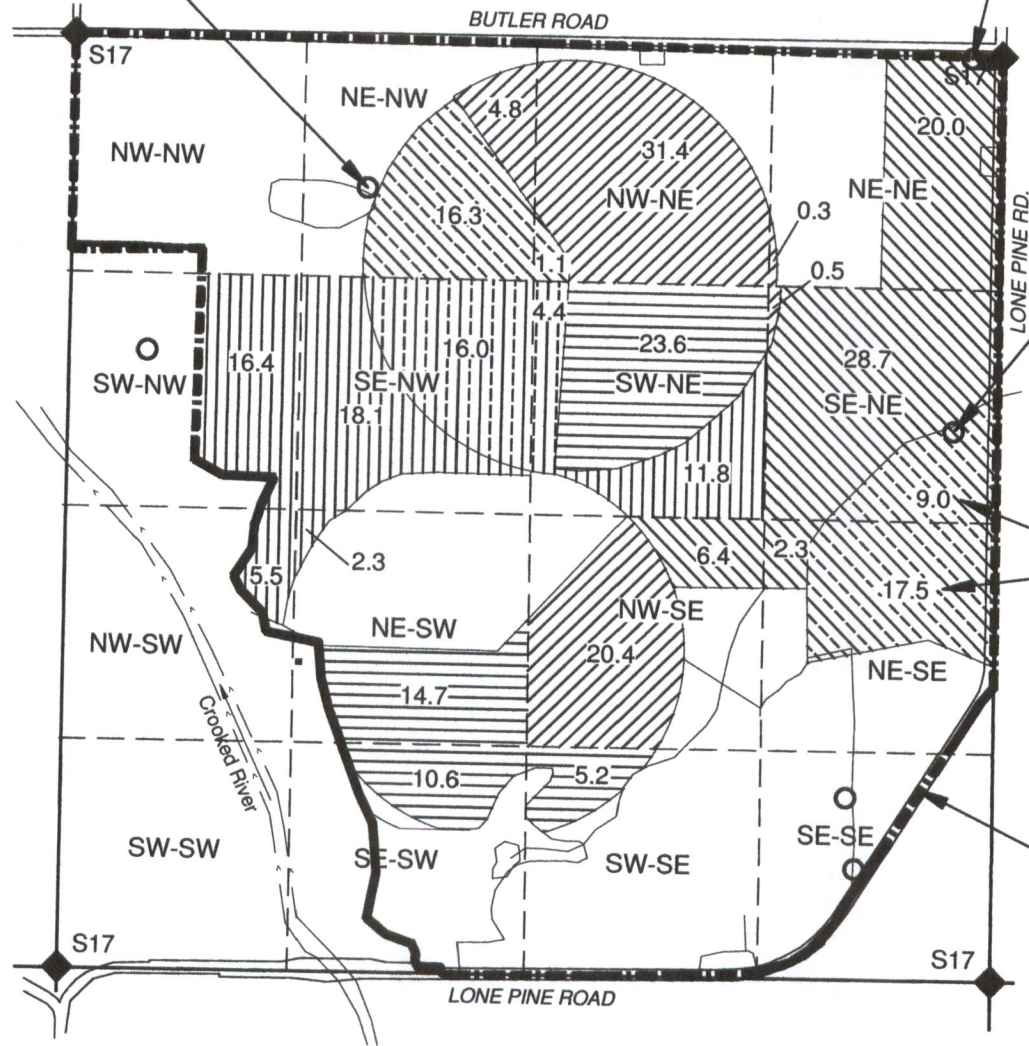 BUTLER ROAD
S17
S17
NE-NW
4.8
20.0
NW-NW
31.4
NW-NE
NE-NE
16.3
0.3
1.1
0.5
LONE PINE RD.
4.4
16.4
16.0
23.6
28.7
SW-NW
SE-NW
SW-NE
SE-NE
18.1
11.8
9.0
2.3
6.4
2.3
5.5
17.5
NW-SE
NE-SW
NW-SW
20.4
NE-SE
14.7
Crooked River
10.6
5.2
SE-SE
SW-SW
SE-SW
SW-SE
S17
S17
LONE PINE ROAD